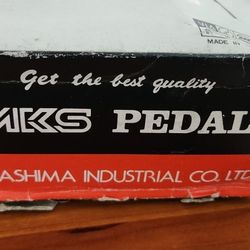 MADE IN
Get the best quality
MKS PEDAL
ASHIMA INDUSTRIAL CO. LTD.